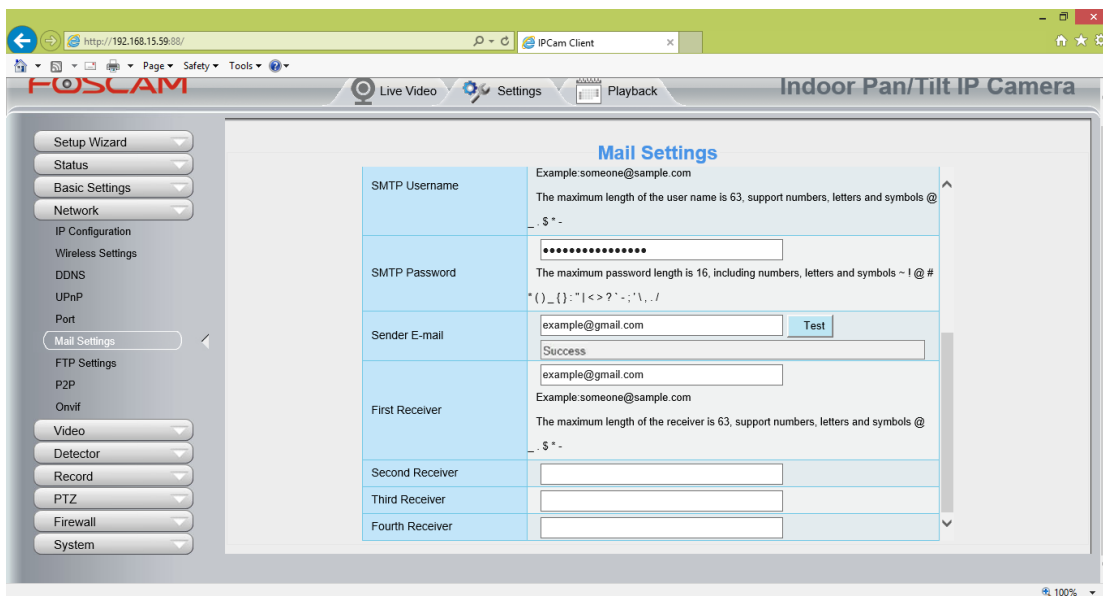 http://192.168.15.59:88/
IPCam Client
Page Safety Tools
FOSCAM
Live Video
Settings
Playback
Indoor Pan/Tilt IP Camera
Setup Wizard
Status
Basic Settings
Network
IP Configuration
Wireless Settings
DDNS
UPnP
Port
Mail Settings
FTP Settings
P2P
Onvif
Video
Detector
Record
PTZ
Firewall
System
Mail Settings
SMTP Username
Example:someone@sample.com
The maximum length of the user name is 63, support numbers, letters and symbols @
_ . $ * -
SMTP Password
••••••••••••••••
The maximum password length is 16, including numbers, letters and symbols ~ ! @ #
* ( ) _ { } : " | < > ? ` - ; ' \ , . /
Sender E-mail
example@gmail.com
Test
Success
First Receiver
example@gmail.com
Example:someone@sample.com
The maximum length of the receiver is 63, support numbers, letters and symbols @
_ . $ * -
Second Receiver
Third Receiver
Fourth Receiver
100%